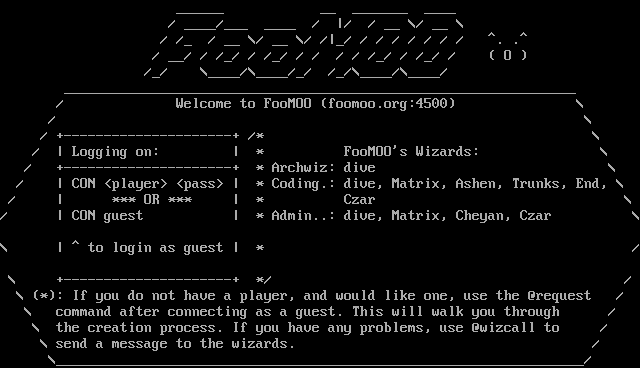 FooMOO
Welcome to FooMOO (foomoo.org:4500)
Logging on:
CON <player> <pass>
*** OR ***
CON guest
^ to login as guest
/*
* FooMOO's Wizards:
* Archwiz: dive
* Coding.: dive, Matrix, Ashen, Trunks, End,
* Czar
* Admin..: dive, Matrix, Cheyan, Czar
*
*/
(*): If you do not have a player, and would like one, use the @request
command after connecting as a guest. This will walk you through
the creation process. If you have any problems, use @wizcall to
send a message to the wizards.